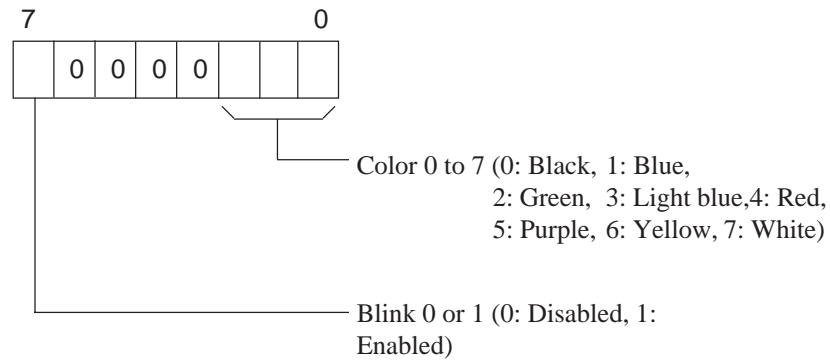 7 0
0 0 0 0
Color 0 to 7 (0: Black, 1: Blue,
2: Green, 3: Light blue,4: Red,
5: Purple, 6: Yellow, 7: White)
Blink 0 or 1 (0: Disabled, 1:
Enabled)